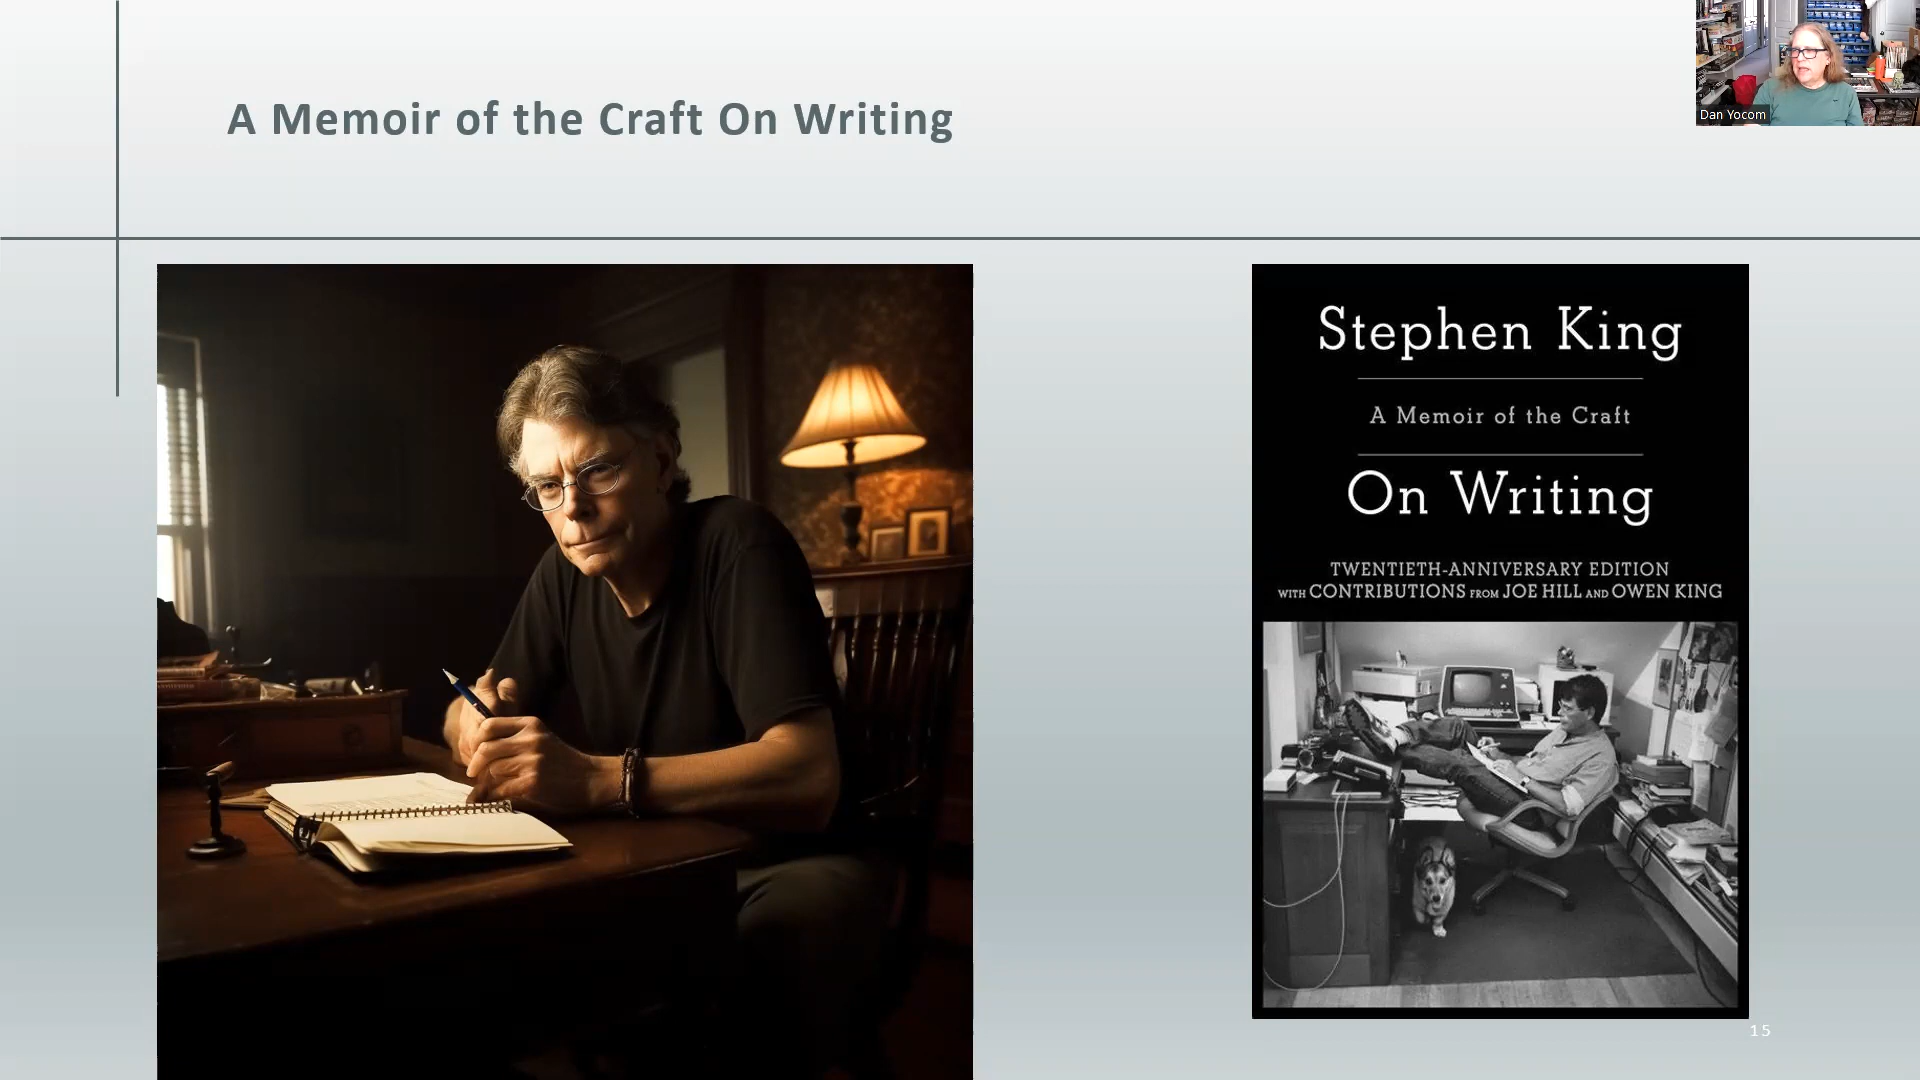 A Memoir of the Craft On Writing
Dan Yocom
Stephen King
A Memoir of the Craft
On Writing
TWENTIETH-ANNIVERSARY EDITION
WITH CONTRIBUTIONS FROM JOE HILL AND OWEN KING
15